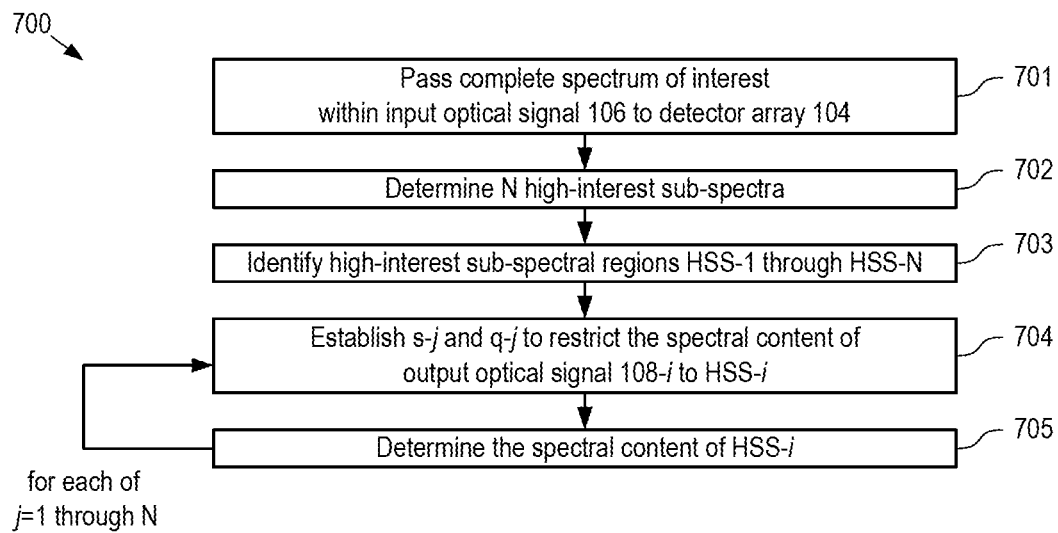 700
Pass complete spectrum of interest
within input optical signal 106 to detector array 104
701
Determine N high-interest sub-spectra
702
Identify high-interest sub-spectral regions HSS-1 through HSS-N
703
Establish s-j and q-j to restrict the spectral content of
output optical signal 108-i to HSS-i
704
Determine the spectral content of HSS-i
705
for each of
j=1 through N